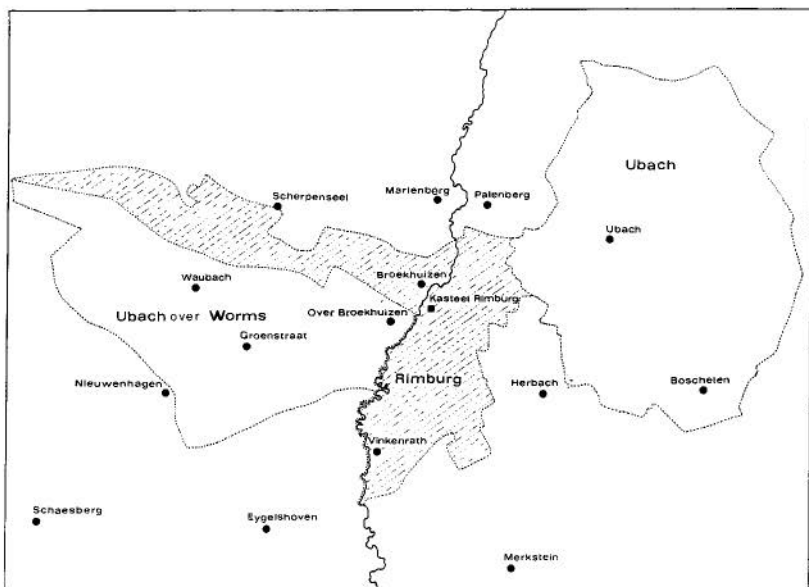 Ubach
Scherpenseel
Marienberg
Palenberg
Ubach
Waubach
Broekhuizen
Kasteel Rimburg
Ubach over Worms
Over Broekhuizen
Groenstraat
Nieuwenhagen
Rimburg
Herbach
Boschelen
Vinkenrath
Schaesberg
Eygelshoven
Merkstein